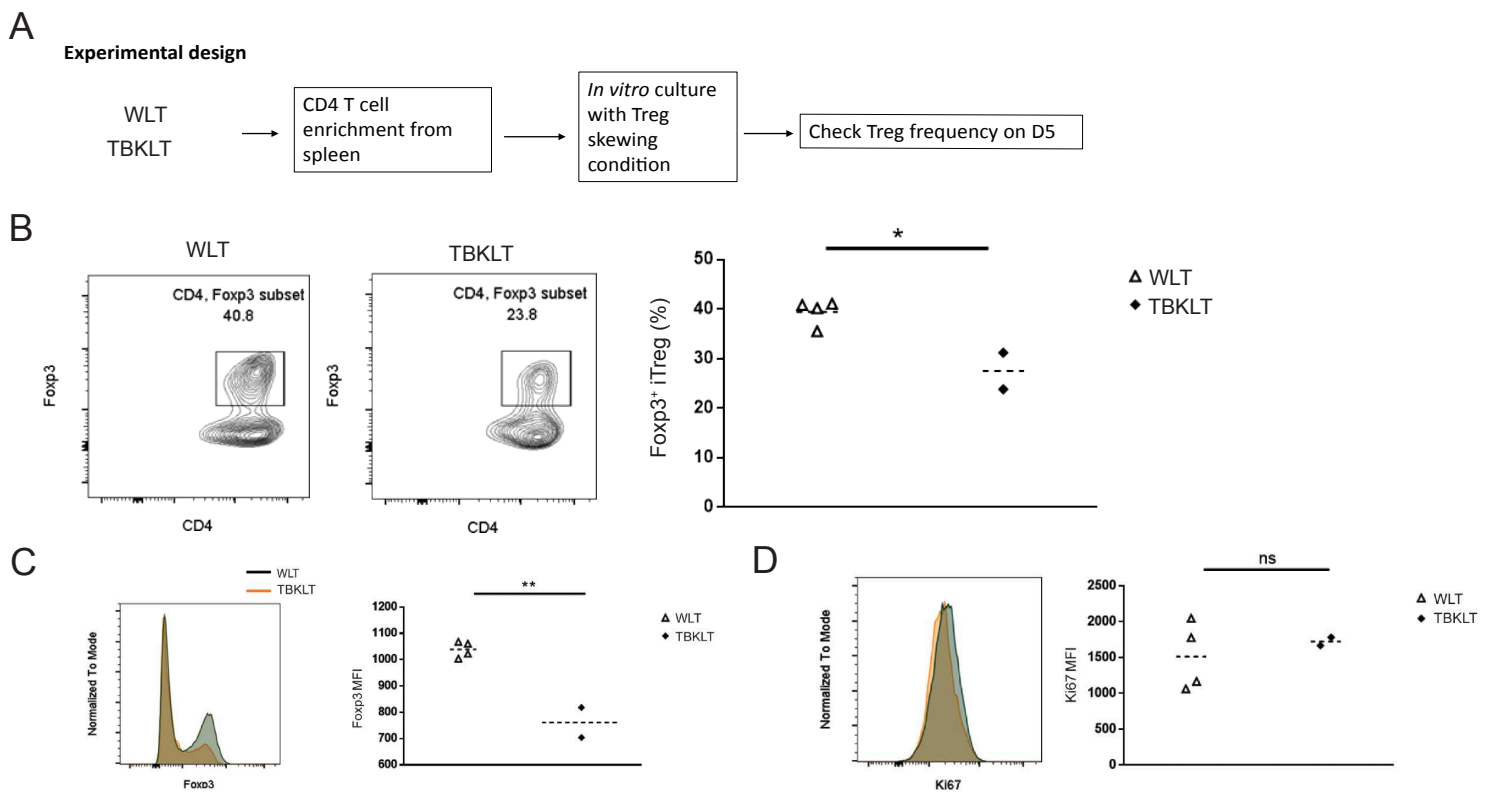 A
Experimental design
WLT
TBKLT
CD4 T cell
enrichment from
spleen
In vitro culture
with Treg
skewing
condition
Check Treg frequency on D5
B
WLT
CD4, Foxp3 subset
40.8
Foxp3
CD4
TBKLT
CD4, Foxp3 subset
23.8
Foxp3
CD4
*
Foxp3⁺ iTreg (%)
50
40
30
20
10
0
WLT
TBKLT
C
WLT
TBKLT
Normalized To Mode
Foxp3
**
Foxp3 MFI
1200
1100
1000
900
800
700
600
WLT
TBKLT
D
Normalized To Mode
Ki67
ns
Ki67 MFI
2500
2000
1500
1000
500
0
WLT
TBKLT